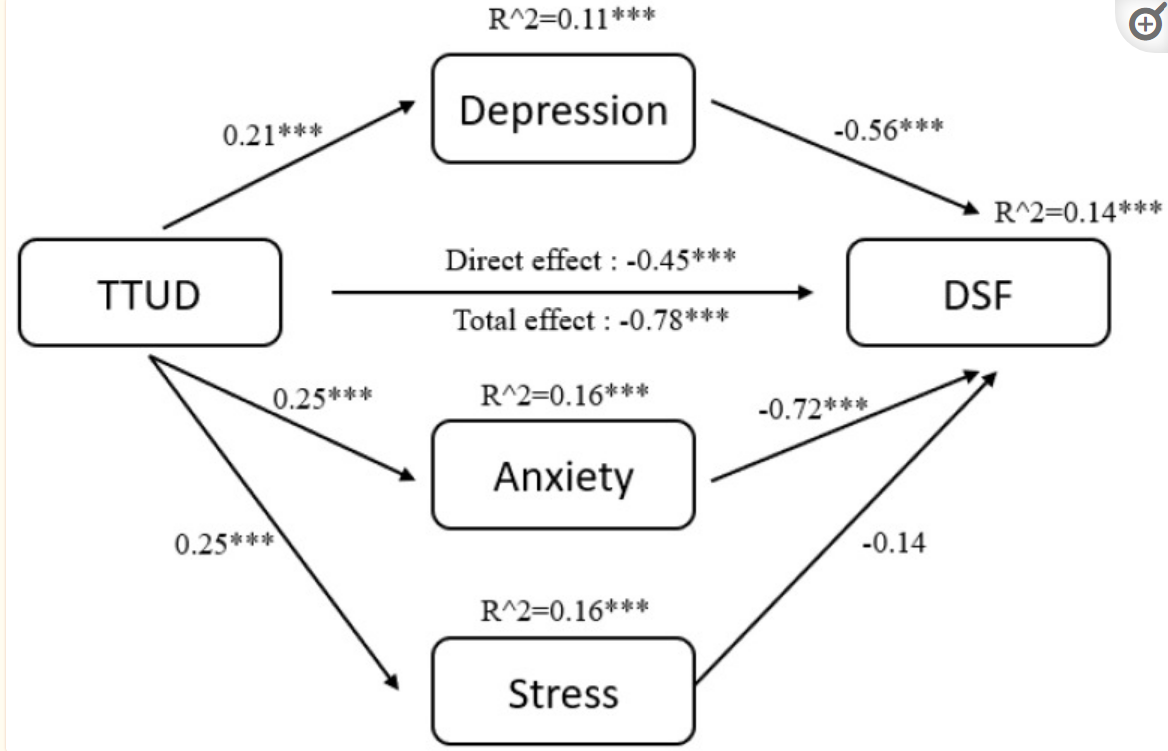 R^2=0.11***
Depression
0.21***
-0.56***
R^2=0.14***
TTUD
Direct effect : -0.45***
Total effect : -0.78***
DSF
0.25***
R^2=0.16***
-0.72***
Anxiety
0.25***
-0.14
R^2=0.16***
Stress